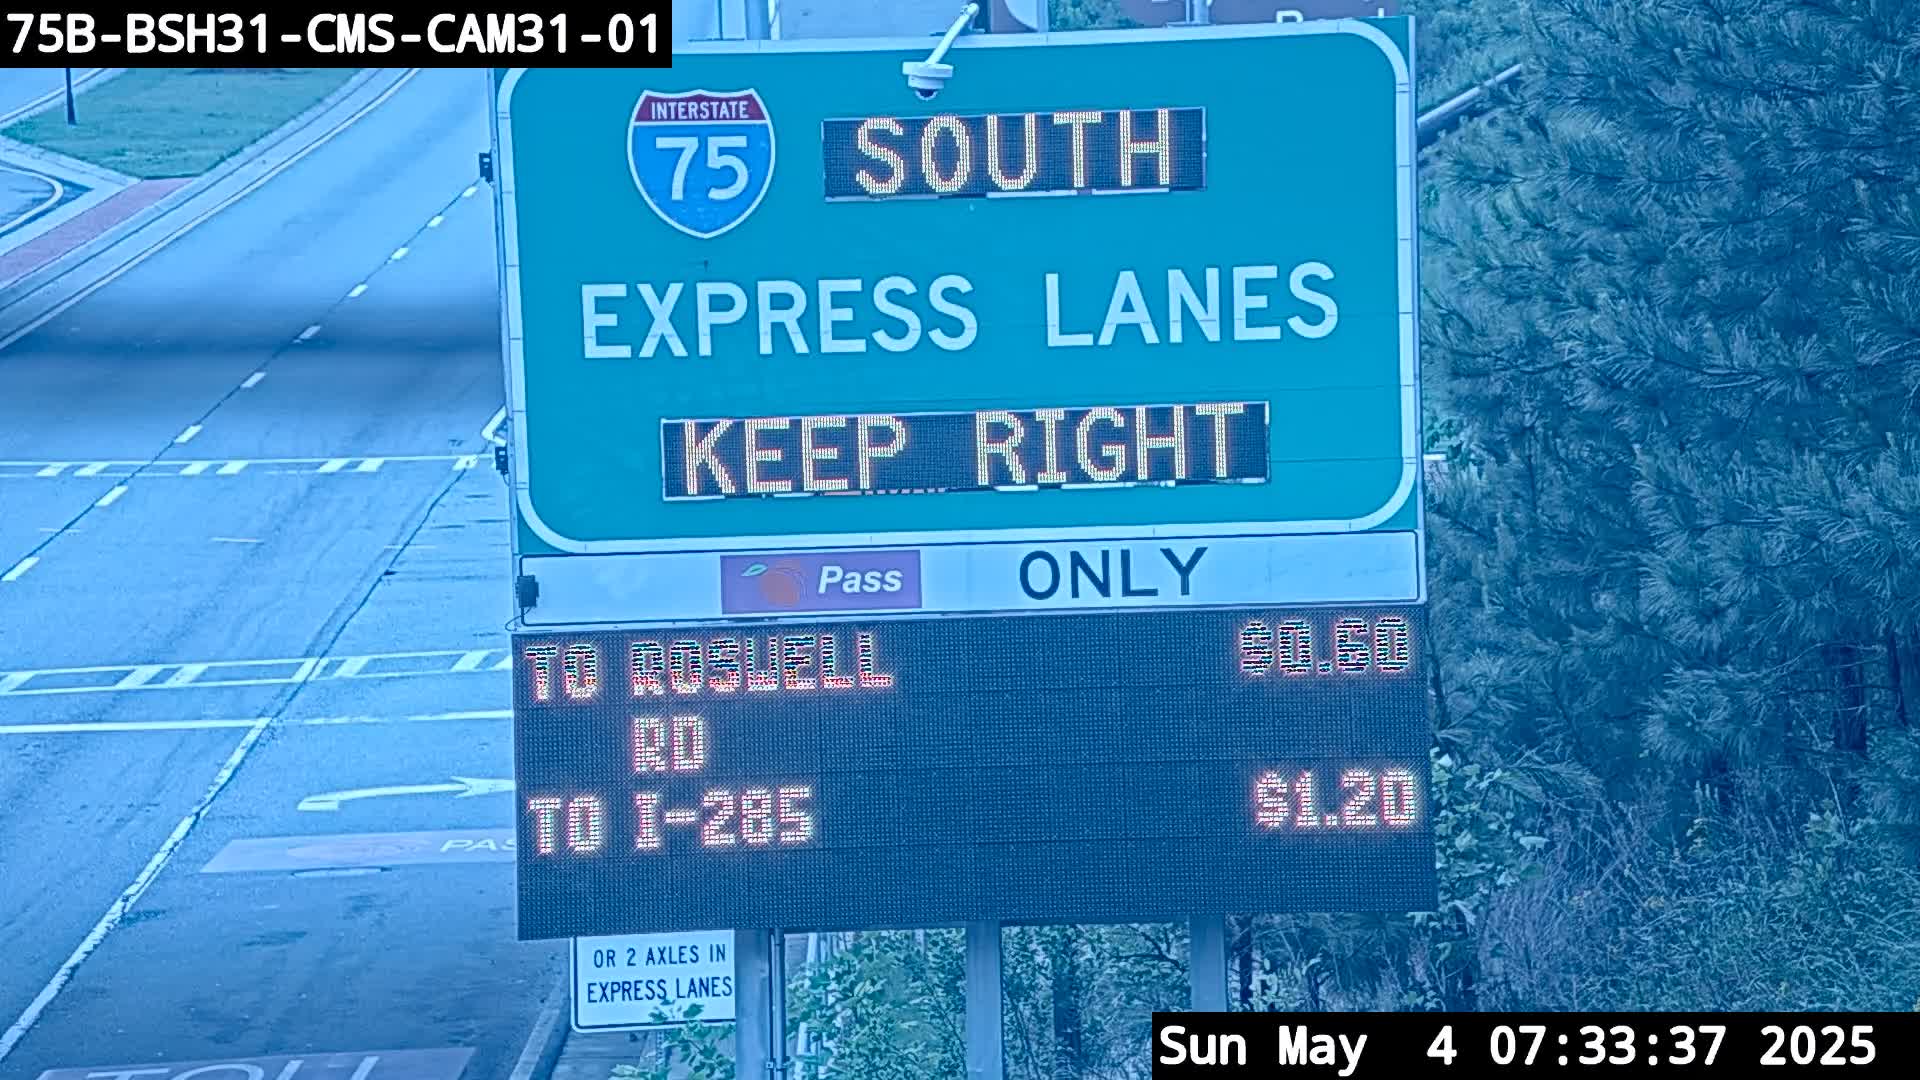 75B-BSH31-CMS-CAM31-01
INTERSTATE
75
SOUTH
EXPRESS LANES
KEEP RIGHT
Pass ONLY
TO ROSWELL $0.60
RD
TO I-285 $1.20
OR 2 AXLES IN
EXPRESS LANES
TOLL
Sun May 4 07:33:37 2025